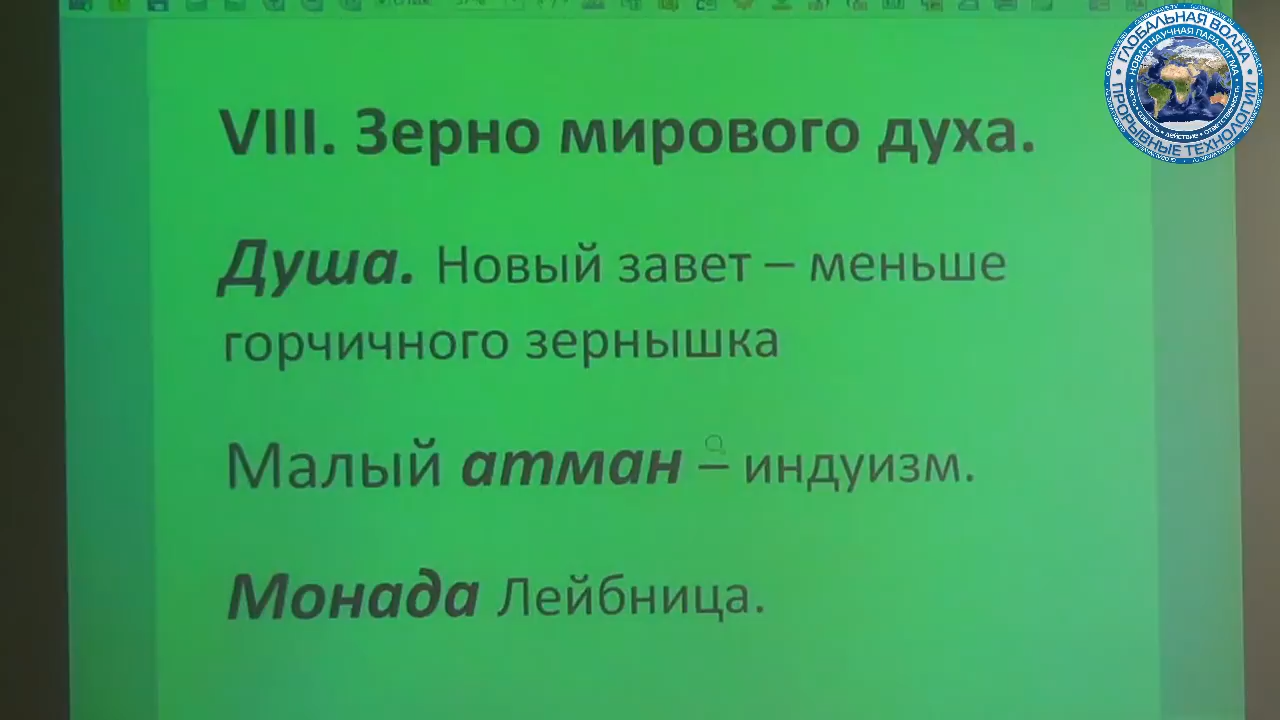 VIII. Зерно мирового духа.
Душа. Новый завет – меньше
горчичного зернышка
Малый атман – индуизм.
Монада Лейбница.
ГЛОБАЛЬНАЯ ВОЛНА
НОВАЯ НАУЧНАЯ ПАРАДИГМА
ПРОРЫВНЫЕ ТЕХНОЛОГИИ